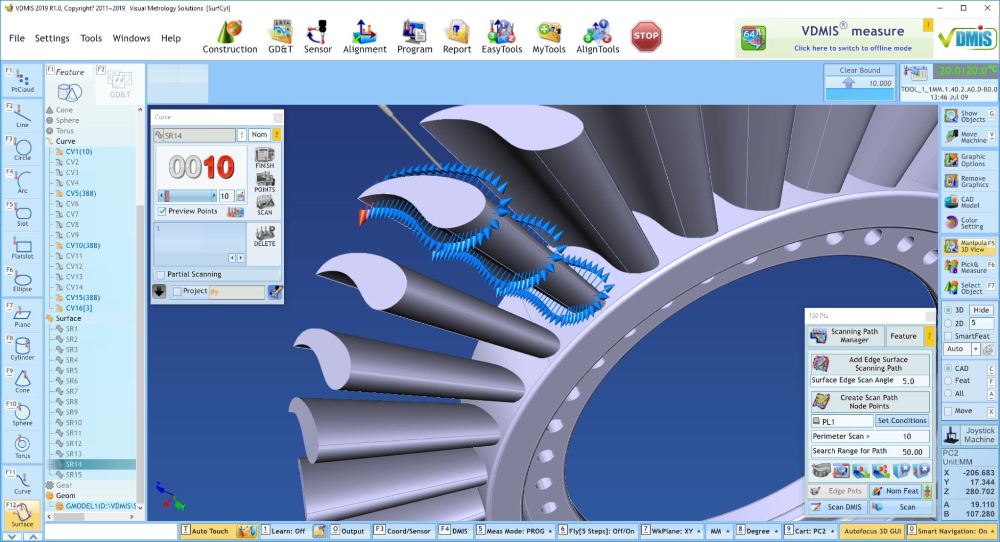 VDMIS 2019 R1.0, Copyright? 2011~2019 Visual Metrology Solutions [SurfCyl]
File Settings Tools Windows Help
Construction GD&T Sensor Alignment Program Report EasyTools MyTools AlignTools
STOP
64
VDMIS® measure
Click here to switch to offline mode
?
VDMIS
F1
PtCloud
F2
Line
F3
Circle
F4
Arc
F5
Slot
Flatslot
F6
Ellipse
F7
Plane
F8
Cylinder
F9
Cone
F10
Sphere
Torus
F11
Curve
F12
Surface
F1 Feature
F2
GD&T
Cone
Sphere
Torus
Curve
CV1(10)
CV2
CV3
CV4
CV5(388)
CV6
CV7
CV8
CV9
CV10(388)
CV11
CV12
CV13
CV14
CV15(388)
CV16[3]
Surface
SR1
SR2
SR3
SR4
SR5
SR6
SR7
SR8
SR9
SR10
SR11
SR12
SR13
SR14
SR15
Gear
Geom
GMODEL1(D:\VDMIS\S
Curve
SR14 ! Nom ?
0010
FINISH
POINTS
10
Preview Points
SCAN
1
DELETE
Partial Scanning
Project #?
Z
Y
Clear Bound
10.000
20.0|20.0°C
TOOL_1_1MM.1.40.2.A0.0-B0.0
13:46 Jul 09
Show Objects G
Move Machine V
Graphic Options
Remove Graphics
CAD Model
Color Setting
Manipula F5
3D View
Pick& Measure F6
Select Object F7
3D Hide
2D 5
SmartFeat
Auto
CAD C
Feat F
All A
Move X
Joystick Machine
PC2
Unit:MM
X -206.683
Y 17.344
Z 280.702
A 19.110
B 107.280
150 Pts
Scanning Path Manager
Feature
?
Add Edge Surface Scanning Path
Surface Edge Scan Angle 5.0
Create Scan Path Node Points
PL1 Set Conditions
Perimeter Scan > 10
Search Range for Path 50.00
Edge Pnts Nom Feat
Scan DMIS Scan
T Auto Touch
1 Learn: Off
O Output
F3 Coord/Sensor
F4 DMIS
5 Meas Mode: PROG
6 Fly[5 Steps]: Off/On
7 WkPlane: XY
MM
8 Degree
9 Cart: PC2
Autofocus 3D GUI
0 Smart Navigation: On